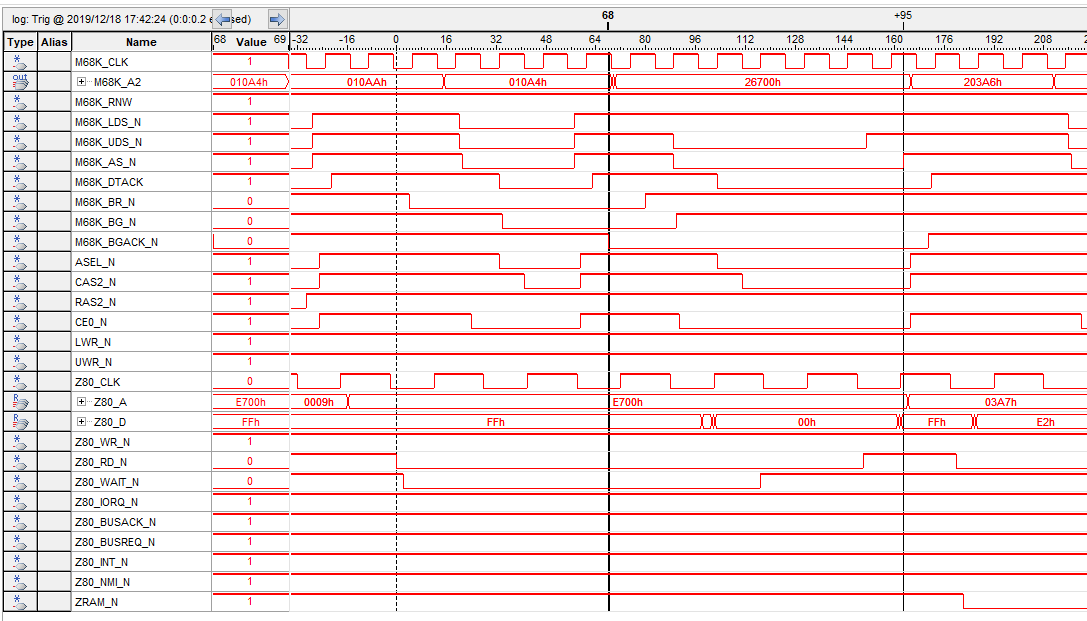 log: Trig @ 2019/12/18 17:42:24 (0:0:0.2 sed) 68 +95
Type Alias Name 68 Value 69 -32 -16 0 16 32 48 64 80 96 112 128 144 160 176 192 208
M68K_CLK 1
out M68K_A2 010A4h 010AAh 010A4h 26700h 203A6h
M68K_RNW 1
M68K_LDS_N 1
M68K_UDS_N 1
M68K_AS_N 1
M68K_DTACK 1
M68K_BR_N 0
M68K_BG_N 0
M68K_BGACK_N 0
ASEL_N 1
CAS2_N 1
RAS2_N 1
CE0_N 1
LWR_N 1
UWR_N 1
Z80_CLK 0
R Z80_A E700h 0009h E700h 03A7h
R Z80_D FFh FFh 00h FFh E2h
Z80_WR_N 1
Z80_RD_N 0
Z80_WAIT_N 0
Z80_IORQ_N 1
Z80_BUSACK_N 1
Z80_BUSREQ_N 1
Z80_INT_N 1
Z80_NMI_N 1
ZRAM_N 1